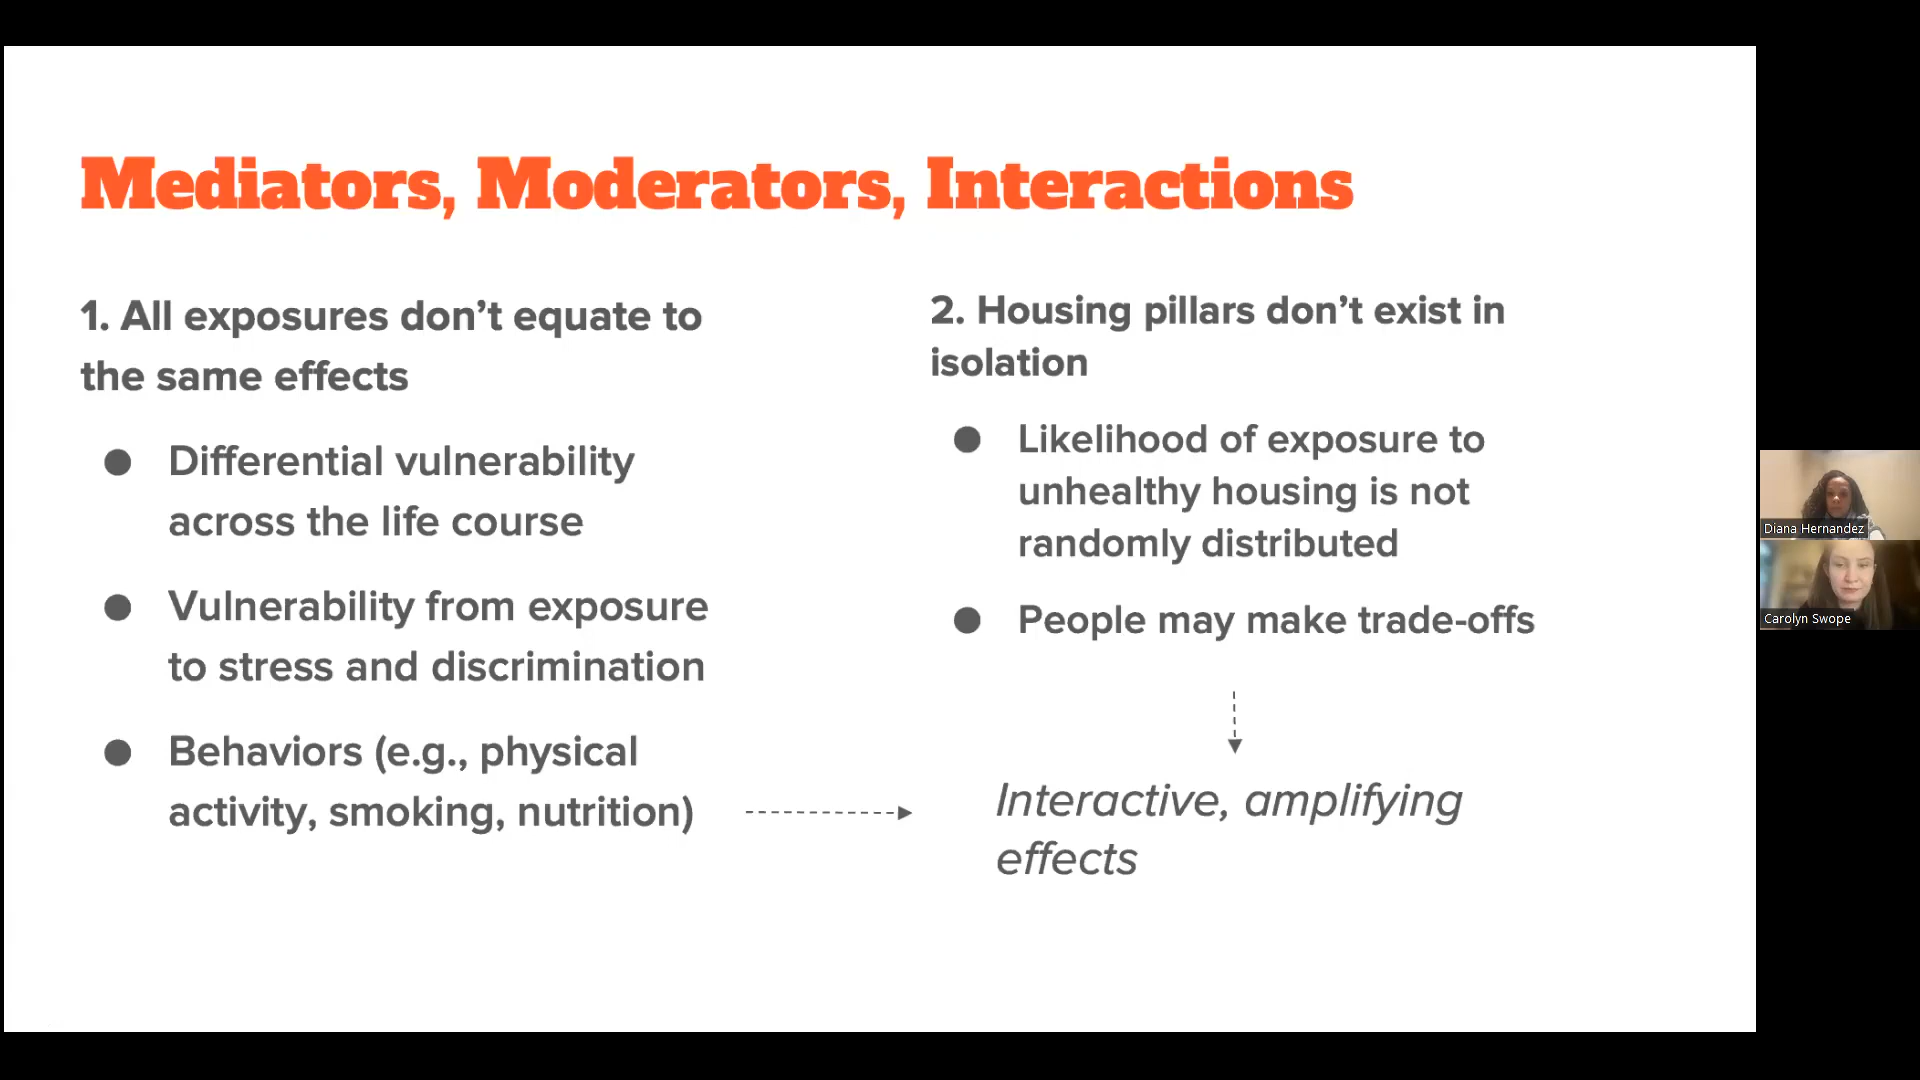 Mediators, Moderators, Interactions
1. All exposures don’t equate to
the same effects
● Differential vulnerability
across the life course
● Vulnerability from exposure
to stress and discrimination
● Behaviors (e.g., physical
activity, smoking, nutrition)
2. Housing pillars don’t exist in
isolation
● Likelihood of exposure to
unhealthy housing is not
randomly distributed
● People may make trade-offs
Interactive, amplifying
effects
Diana Hernandez
Carolyn Swope